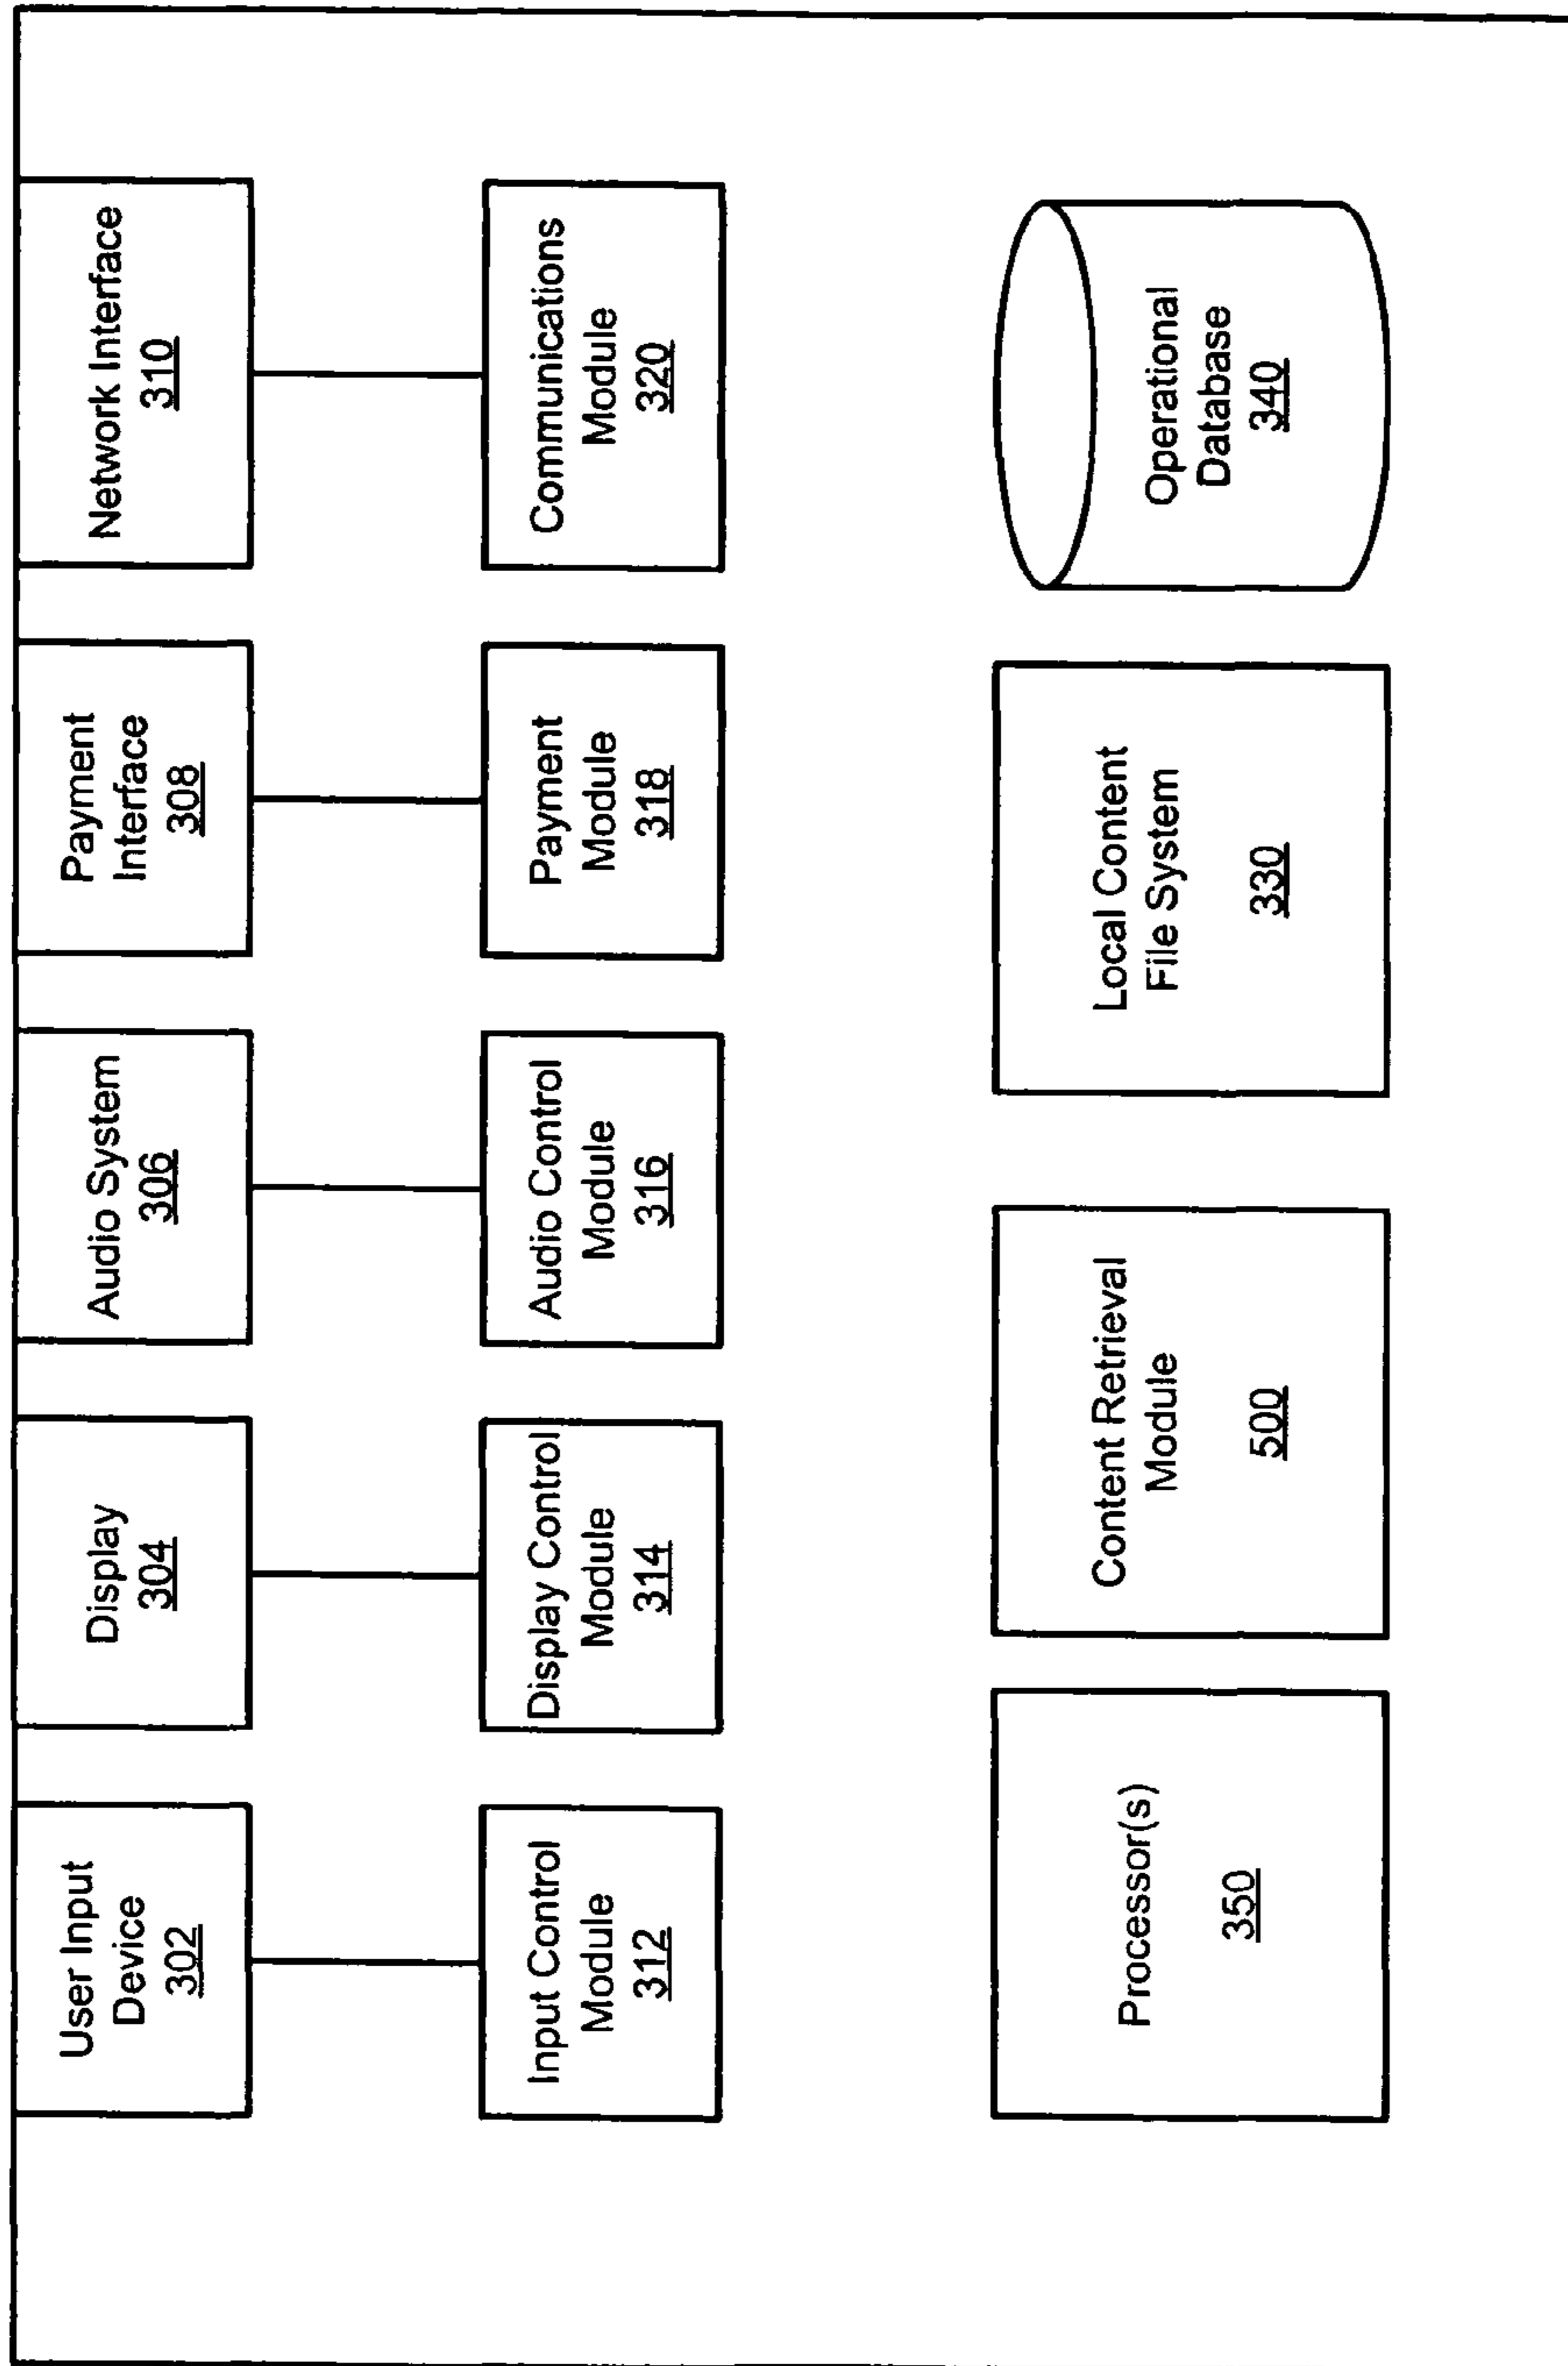 User Input
Device
302
Display
304
Audio System
306
Payment
Interface
308
Network Interface
310
Input Control
Module
312
Display Control
Module
314
Audio Control
Module
316
Payment
Module
318
Communications
Module
320
Processor(s)
350
Content Retrieval
Module
500
Local Content
File System
330
Operational
Database
340